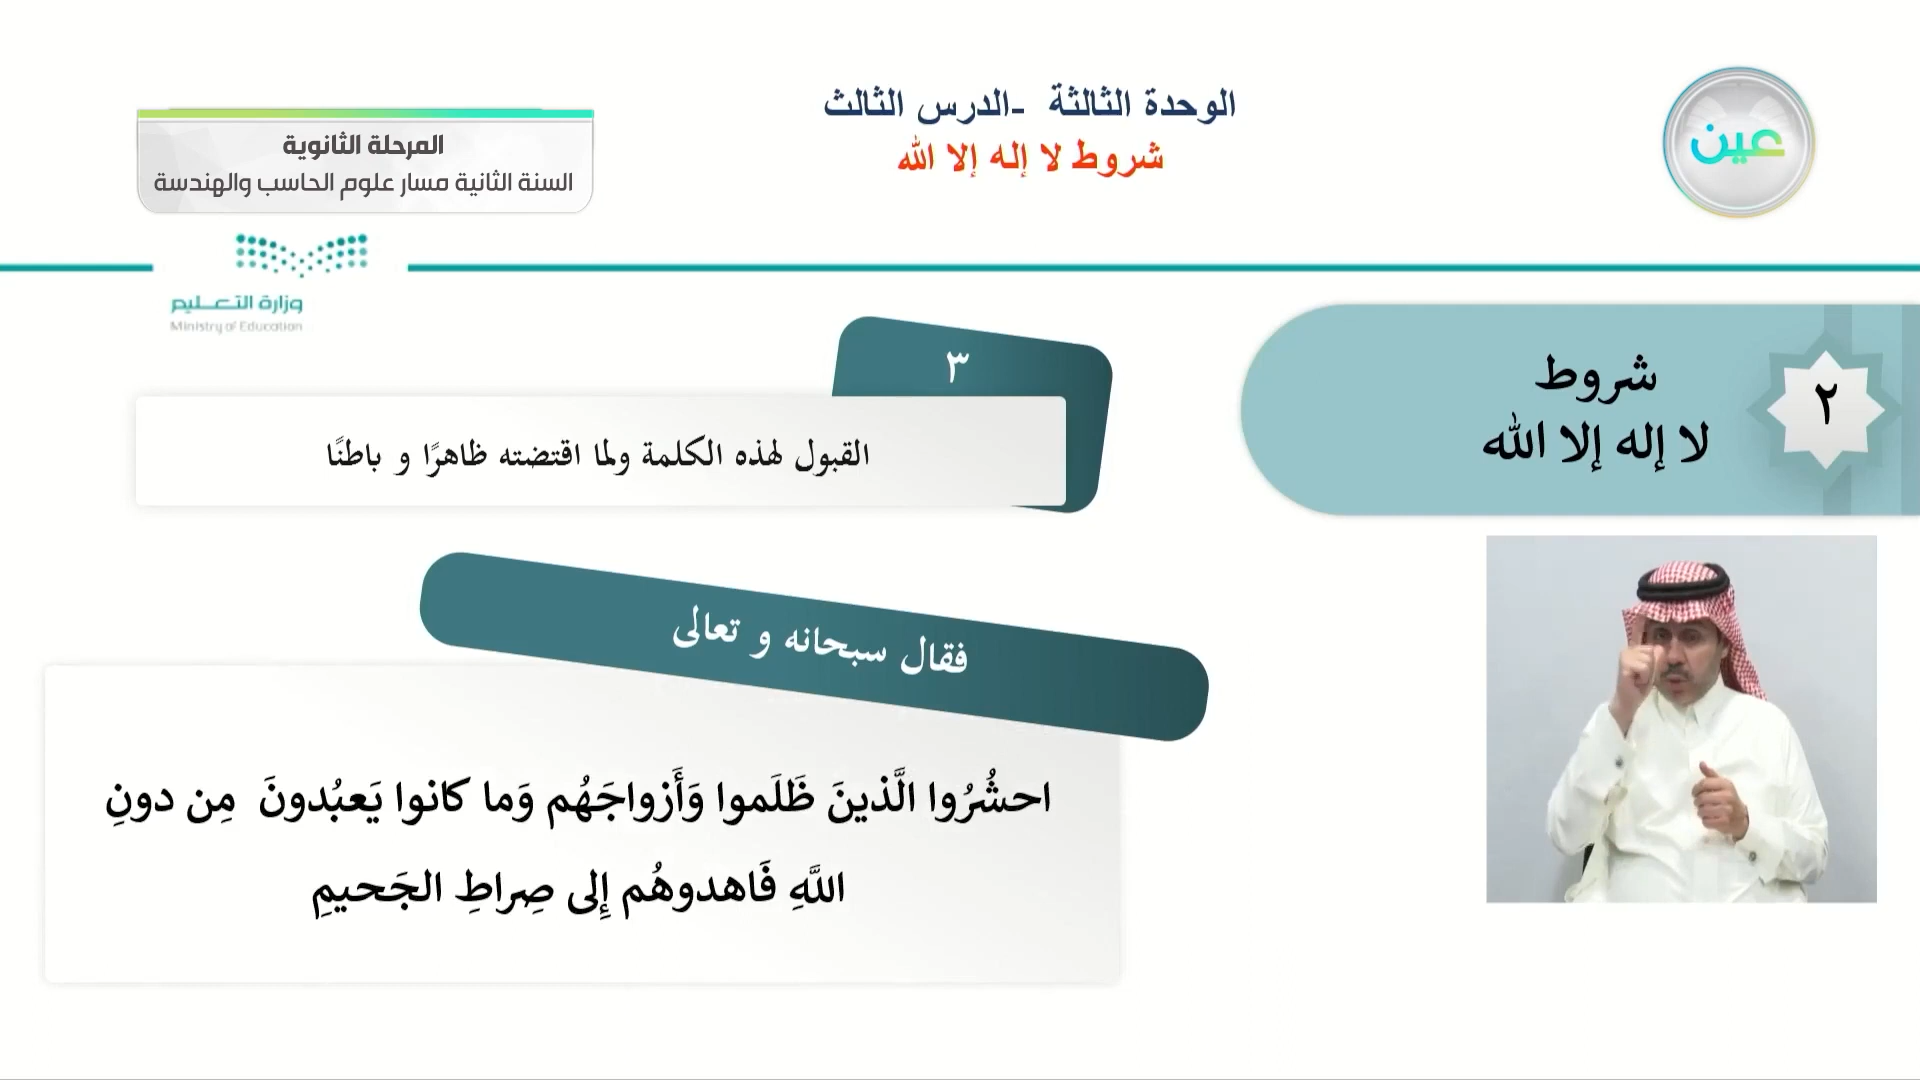 الوحدة الثالثة -الدرس الثالث
شروط لا إله إلا الله
عين
المرحلة الثانوية
السنة الثانية مسار علوم الحاسب والهندسة
وزارة التعليم
Ministry of Education
٢
شروط
لا إله إلا الله
٣
القبول لهذه الكلمة ولما اقتضته ظاهرًا و باطنًا
فقال سبحانه و تعالى
احشُرُوا الَّذينَ ظَلَموا وَأَزواجَهُم وَما كانوا يَعبُدونَ مِن دونِ
اللَّهِ فَاهدوهُم إِلى صِراطِ الجَحيمِ